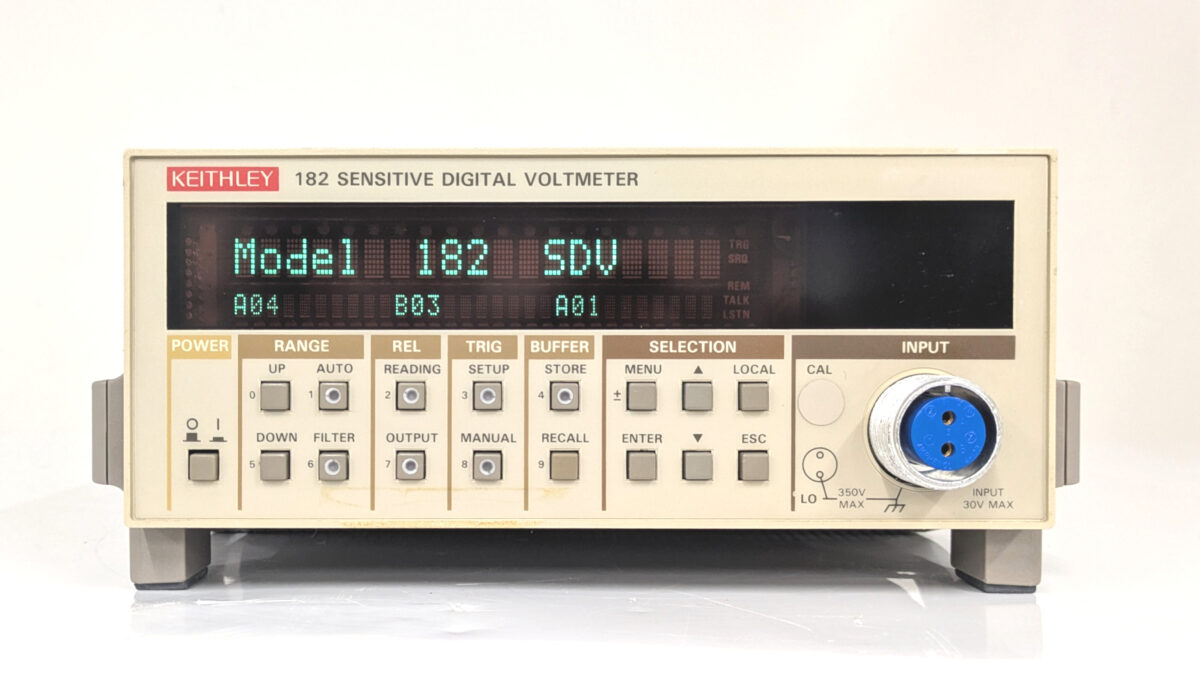 KEITHLEY 182 SENSITIVE DIGITAL VOLTMETER
Model 182 SDV
TRG
SRQ
A04 B03 A01
REM
TALK
LSTN
POWER RANGE REL TRIG BUFFER SELECTION INPUT
UP AUTO READING SETUP STORE MENU ▲ LOCAL CAL
0 1 2 3 4 ±
O I DOWN FILTER OUTPUT MANUAL RECALL ENTER ▼ ESC
5 6 7 8 9
LO 350V MAX
INPUT
30V MAX